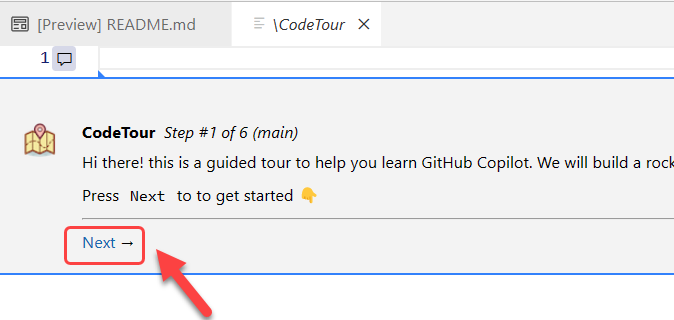 [Preview] README.md
\CodeTour
1
CodeTour Step #1 of 6 (main)
Hi there! this is a guided tour to help you learn GitHub Copilot. We will build a rock
Press Next to to get started 👇
Next →